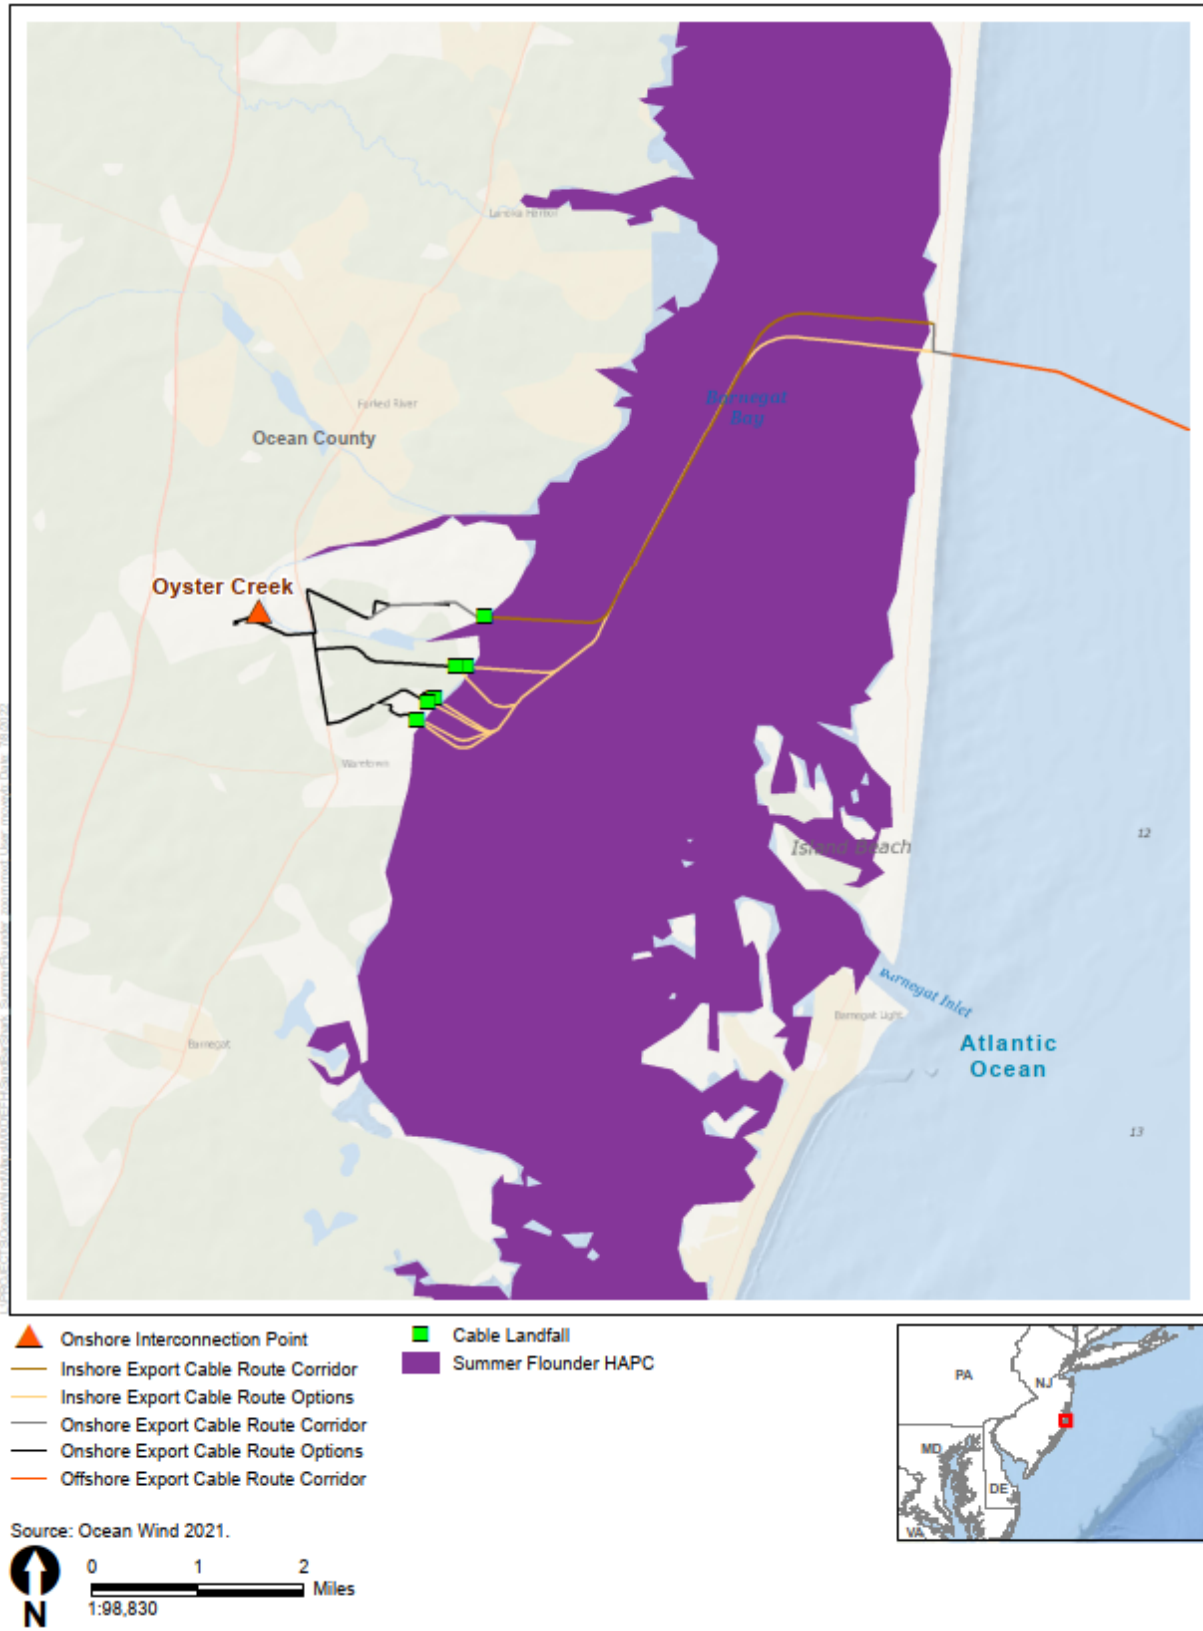 Lanoka Harbor
Barnegat
Bay
Forked River
Ocean County
Oyster Creek
Waretown
12
Island Beach
Barnegat Inlet
Barnegat Light
Barnegat
Atlantic
Ocean
13
Onshore Interconnection Point
Inshore Export Cable Route Corridor
Inshore Export Cable Route Options
Onshore Export Cable Route Corridor
Onshore Export Cable Route Options
Offshore Export Cable Route Corridor
Cable Landfall
Summer Flounder HAPC
PA
NJ
MD
DE
VA
Source: Ocean Wind 2021.
N
0 1 2
Miles
1:98,830